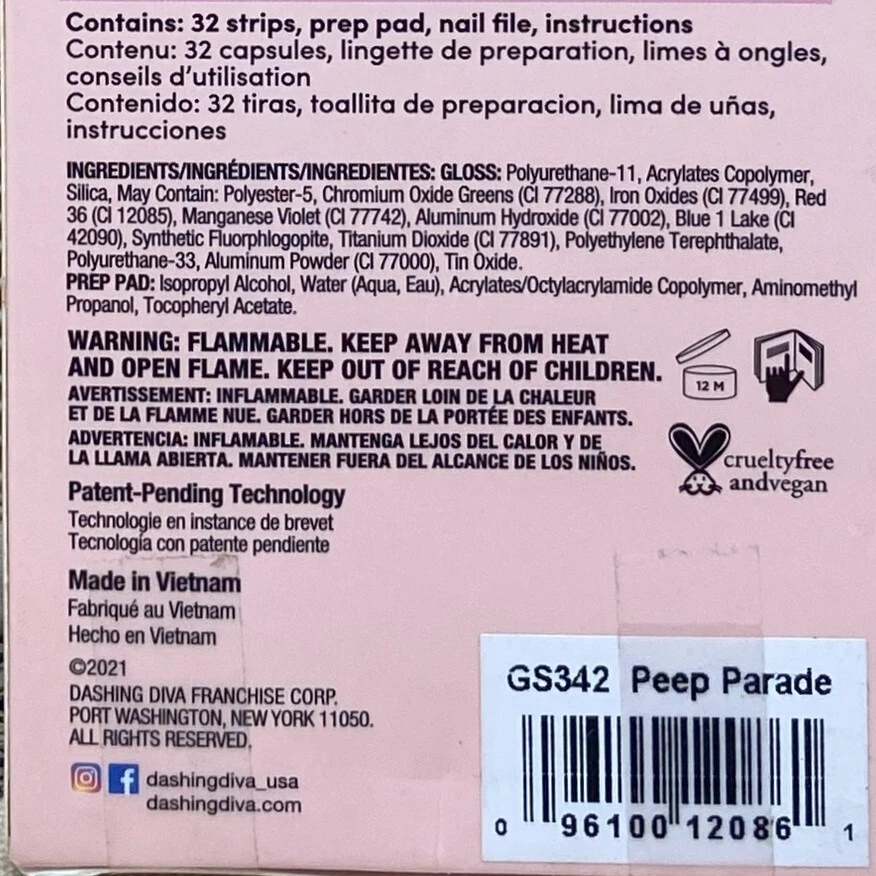 Contains: 32 strips, prep pad, nail file, instructions
Contenu: 32 capsules, lingette de preparation, limes à ongles,
conseils d'utilisation
Contenido: 32 tiras, toallita de preparacion, lima de uñas,
instrucciones
INGREDIENTS/INGRÉDIENTS/INGREDIENTES: GLOSS: Polyurethane-11, Acrylates Copolymer,
Silica, May Contain: Polyester-5, Chromium Oxide Greens (CI 77288), Iron Oxides (CI 77499), Red
36 (CI 12085), Manganese Violet (CI 77742), Aluminum Hydroxide (CI 77002), Blue 1 Lake (CI
42090), Synthetic Fluorphlogopite, Titanium Dioxide (CI 77891), Polyethylene Terephthalate,
Polyurethane-33, Aluminum Powder (CI 77000), Tin Oxide.
PREP PAD: Isopropyl Alcohol, Water (Aqua, Eau), Acrylates/Octylacrylamide Copolymer, Aminomethyl
Propanol, Tocopheryl Acetate.
WARNING: FLAMMABLE. KEEP AWAY FROM HEAT
AND OPEN FLAME. KEEP OUT OF REACH OF CHILDREN.
AVERTISSEMENT: INFLAMMABLE. GARDER LOIN DE LA CHALEUR
ET DE LA FLAMME NUE. GARDER HORS DE LA PORTÉE DES ENFANTS.
ADVERTENCIA: INFLAMABLE. MANTENGA LEJOS DEL CALOR Y DE
LA LLAMA ABIERTA. MANTENER FUERA DEL ALCANCE DE LOS NIÑOS.
12 M
crueltyfree
andvegan
Patent-Pending Technology
Technologie en instance de brevet
Tecnología con patente pendiente
Made in Vietnam
Fabriqué au Vietnam
Hecho en Vietnam
©2021
DASHING DIVA FRANCHISE CORP.
PORT WASHINGTON, NEW YORK 11050.
ALL RIGHTS RESERVED.
dashingdiva_usa
dashingdiva.com
GS342 Peep Parade
0 96100 12086 1